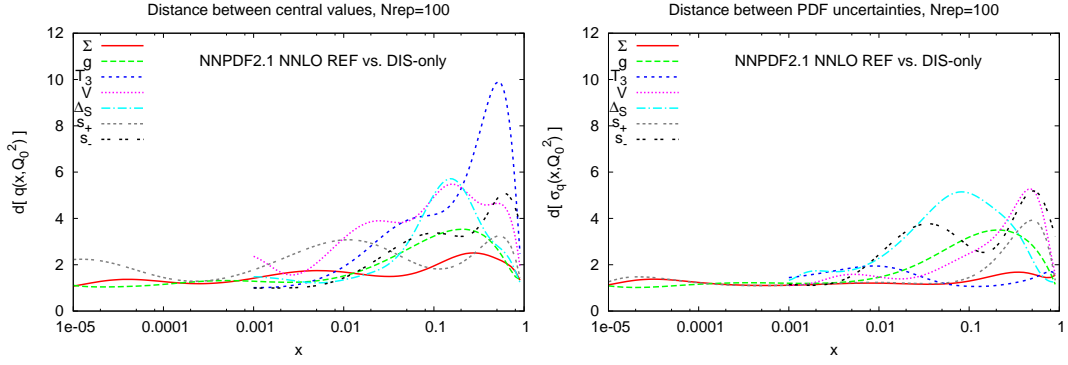 Distance between central values, Nrep=100
12
10
8
6
4
2
0
d[ q(x,Q₀²) ]
NNPDF2.1 NNLO REF vs. DIS-only
Σ
g
T₃
V
Δ_S
s₊
s₋
1e-05
0.0001
0.001
0.01
0.1
1
x
Distance between PDF uncertainties, Nrep=100
12
10
8
6
4
2
0
d[ σ_q(x,Q₀²) ]
NNPDF2.1 NNLO REF vs. DIS-only
Σ
g
T₃
V
Δ_S
s₊
s₋
1e-05
0.0001
0.001
0.01
0.1
1
x